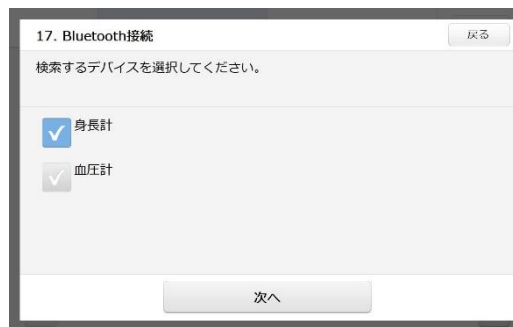 17. Bluetooth接続
戻る
検索するデバイスを選択してください。
身長計
血圧計
次へ